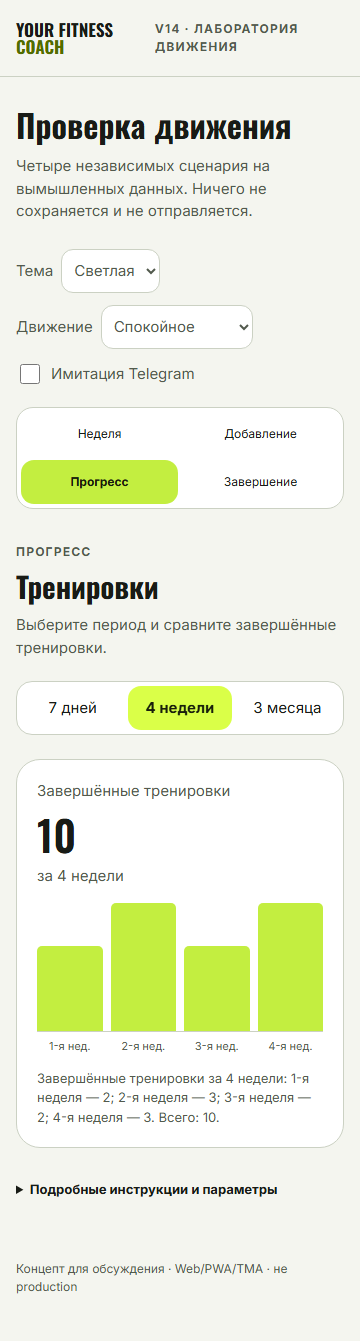 YOUR FITNESS
COACH
V14 · ЛАБОРАТОРИЯ
ДВИЖЕНИЯ
Проверка движения
Четыре независимых сценария на
вымышленных данных. Ничего не
сохраняется и не отправляется.
Тема
Светлая
Движение
Спокойное
Имитация Telegram
Неделя
Добавление
Прогресс
Завершение
ПРОГРЕСС
Тренировки
Выберите период и сравните завершённые
тренировки.
7 дней
4 недели
3 месяца
Завершённые тренировки
10
за 4 недели
1-я нед.
2-я нед.
3-я нед.
4-я нед.
Завершённые тренировки за 4 недели: 1-я
неделя — 2; 2-я неделя — 3; 3-я неделя —
2; 4-я неделя — 3. Всего: 10.
Подробные инструкции и параметры
Концепт для обсуждения · Web/PWA/TMA · не
production